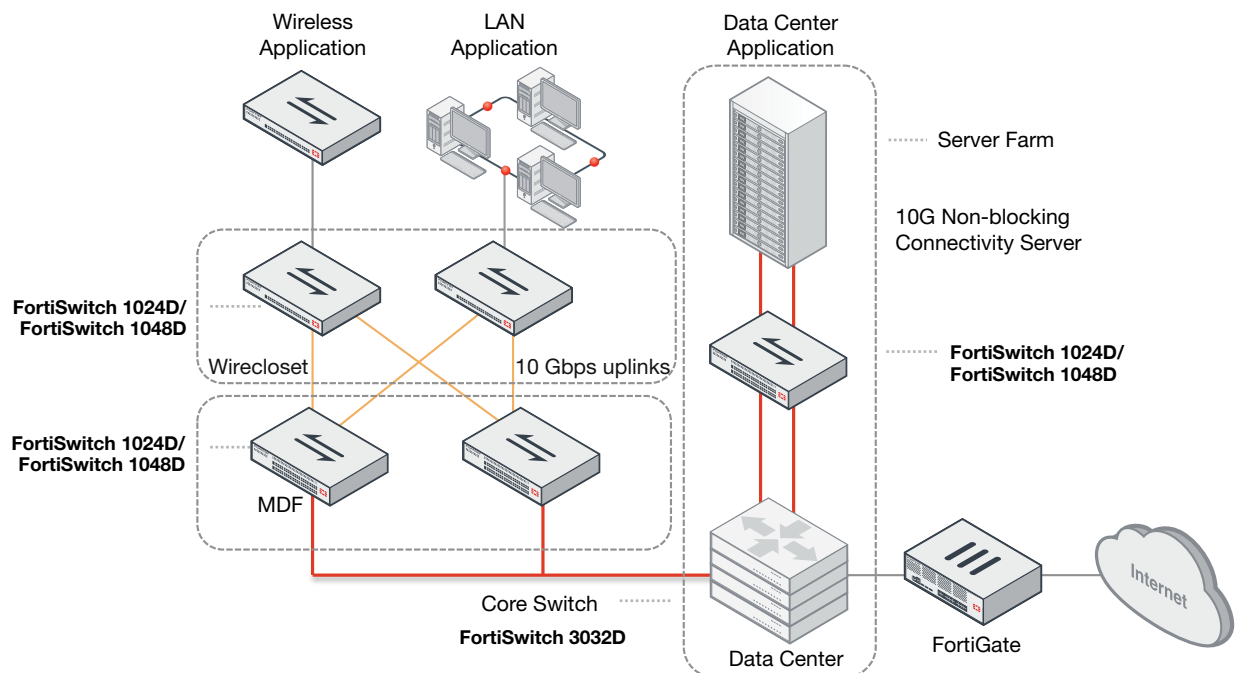 Wireless
Application
LAN
Application
Data Center
Application
Server Farm
10G Non-blocking
Connectivity Server
FortiSwitch 1024D/
FortiSwitch 1048D
Wirecloset
10 Gbps uplinks
FortiSwitch 1024D/
FortiSwitch 1048D
FortiSwitch 1024D/
FortiSwitch 1048D
MDF
Core Switch
FortiSwitch 3032D
Data Center
FortiGate
Internet